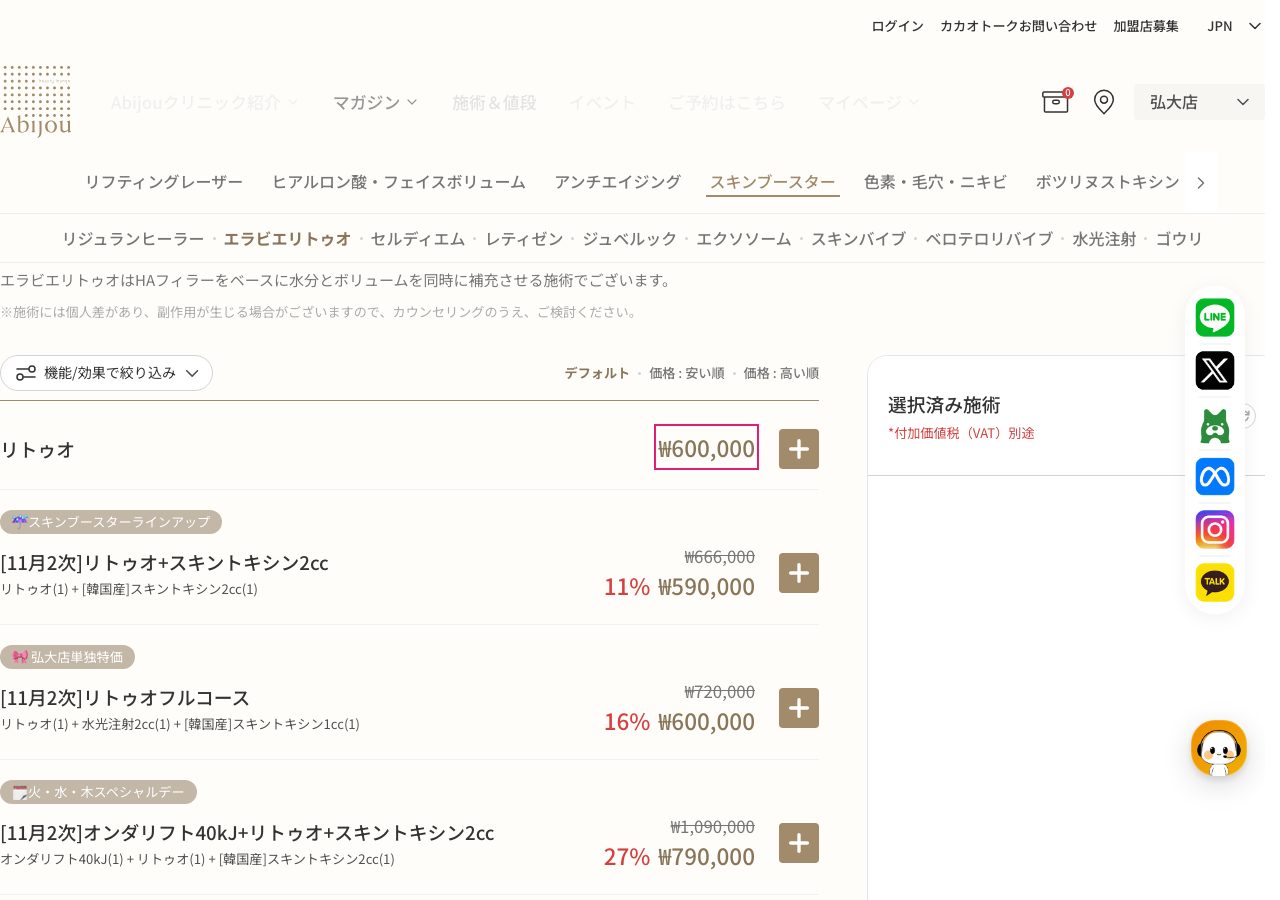 ログイン カカオトークお問い合わせ 加盟店募集 JPN
Abijouクリニック紹介 マガジン 施術＆値段 イベント ご予約はこちら マイページ 0 弘大店
Abijou
リフティングレーザー ヒアルロン酸・フェイスボリューム アンチエイジング スキンブースター 色素・毛穴・ニキビ ボツリヌストキシン
リジュランヒーラー · エラビエリトゥオ · セルディエム · レティゼン · ジュベルック · エクソソーム · スキンバイブ · ベロテロリバイブ · 水光注射 · ゴウリ
エラビエリトゥオはHAフィラーをベースに水分とボリュームを同時に補充させる施術でございます。
※施術には個人差があり、副作用が生じる場合がございますので、カウンセリングのうえ、ご検討ください。
LINE
機能/効果で絞り込み デフォルト · 価格 : 安い順 · 価格 : 高い順
選択済み施術
*付加価値税（VAT）別途
リトゥオ ₩600,000
スキンブースターラインアップ
[11月2次]リトゥオ+スキントキシン2cc ₩666,000
リトゥオ(1) + [韓国産]スキントキシン2cc(1) 11% ₩590,000
TALK
弘大店単独特価
[11月2次]リトゥオフルコース ₩720,000
リトゥオ(1) + 水光注射2cc(1) + [韓国産]スキントキシン1cc(1) 16% ₩600,000
火・水・木スペシャルデー
[11月2次]オンダリフト40kJ+リトゥオ+スキントキシン2cc ₩1,090,000
オンダリフト40kJ(1) + リトゥオ(1) + [韓国産]スキントキシン2cc(1) 27% ₩790,000